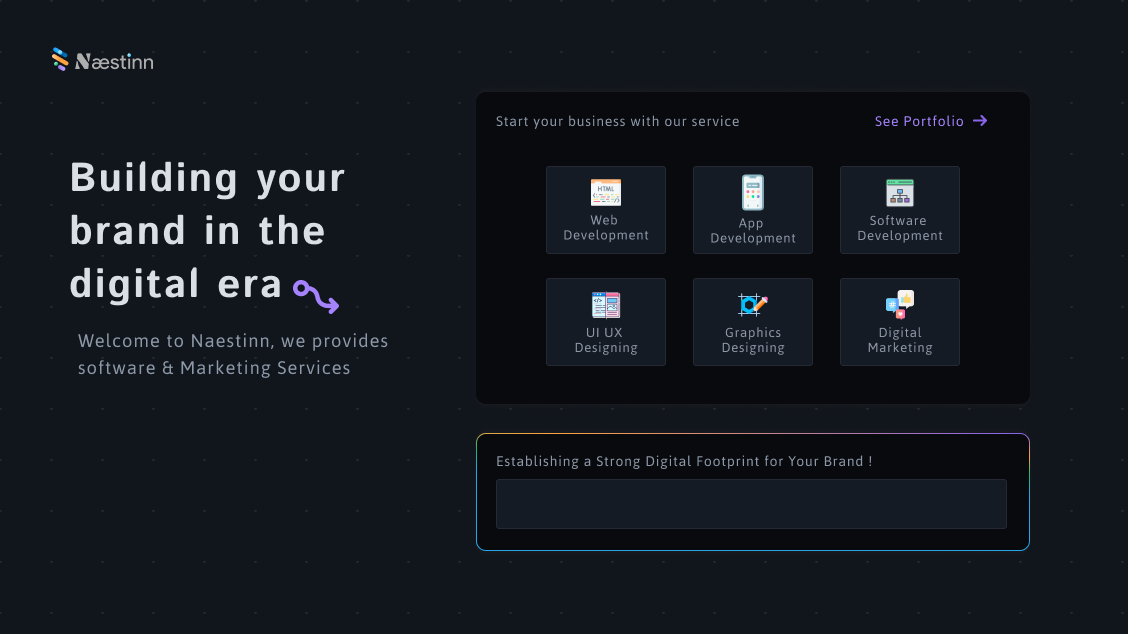 Næstinn
Building your
brand in the
digital era
Welcome to Naestinn, we provides
software & Marketing Services
Start your business with our service
See Portfolio
HTML
Web
Development
App
Development
Software
Development
UI UX
Designing
Graphics
Designing
Digital
Marketing
Establishing a Strong Digital Footprint for Your Brand !